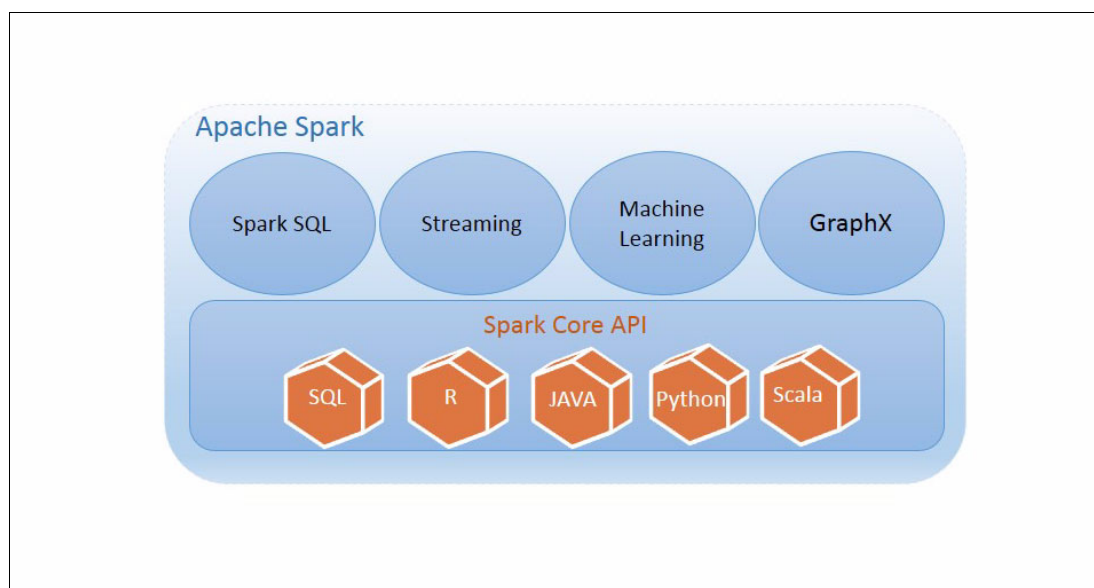 Apache Spark
Spark SQL
Streaming
Machine
Learning
GraphX
Spark Core API
SQL
R
JAVA
Python
Scala